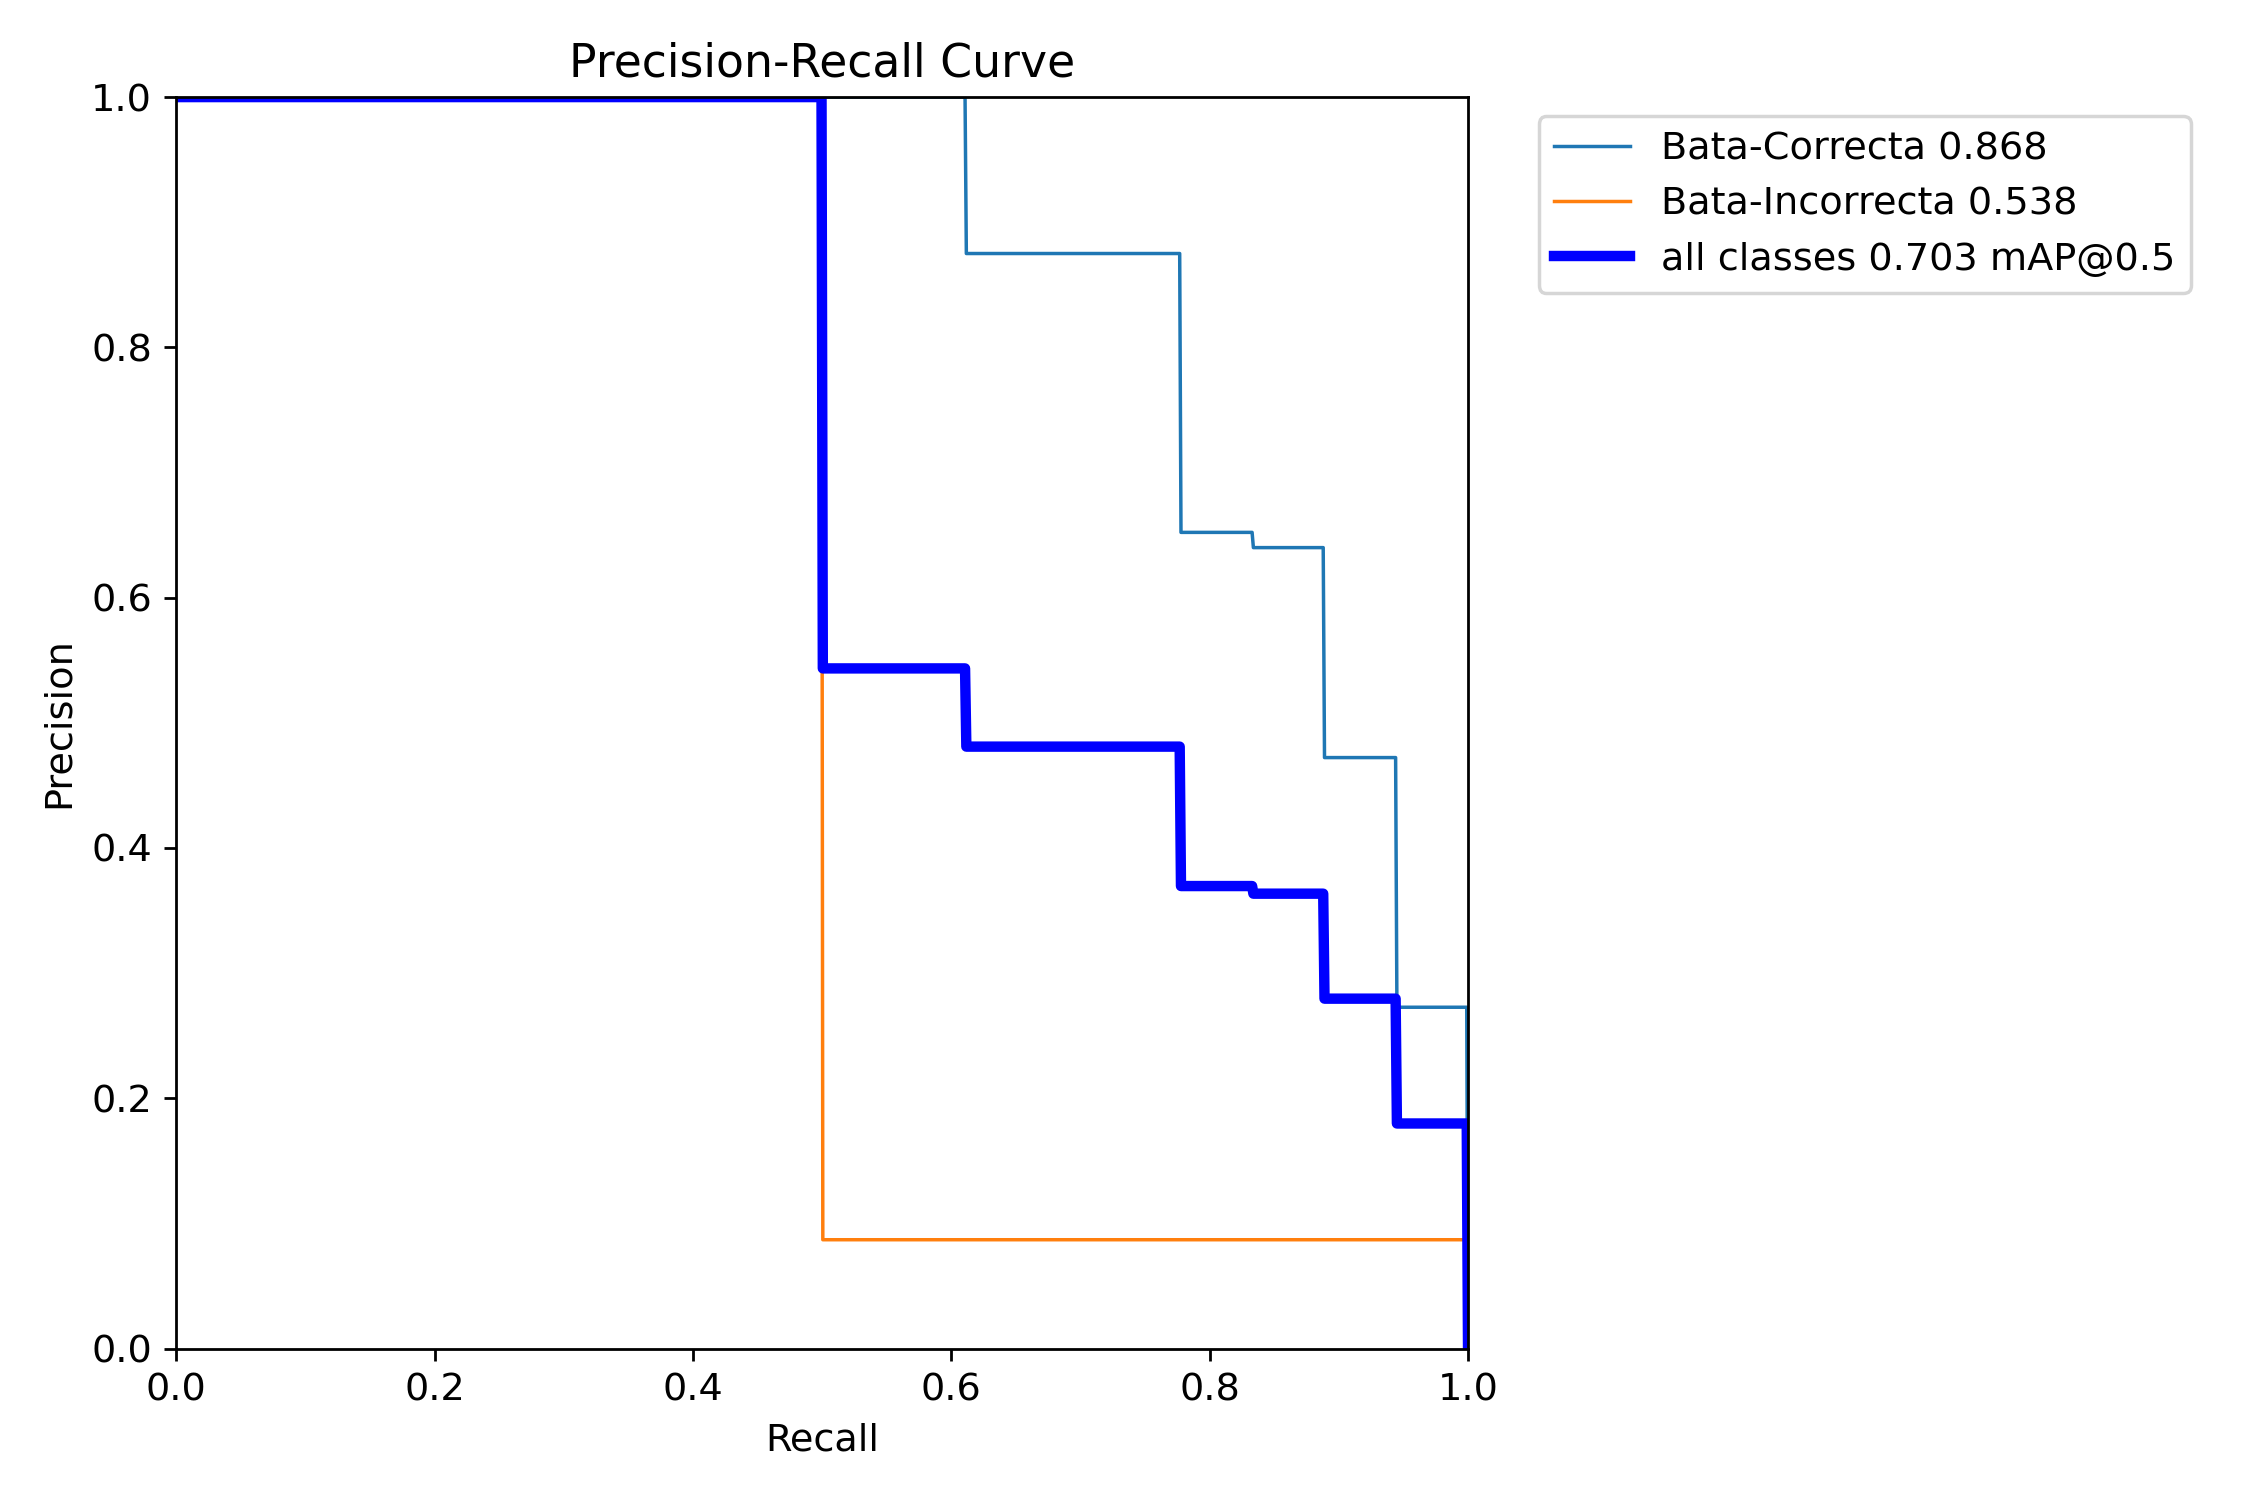 Precision-Recall Curve
1.0
0.8
0.6
0.4
0.2
0.0
Precision
0.0 0.2 0.4 0.6 0.8 1.0
Recall
Bata-Correcta 0.868
Bata-Incorrecta 0.538
all classes 0.703 mAP@0.5